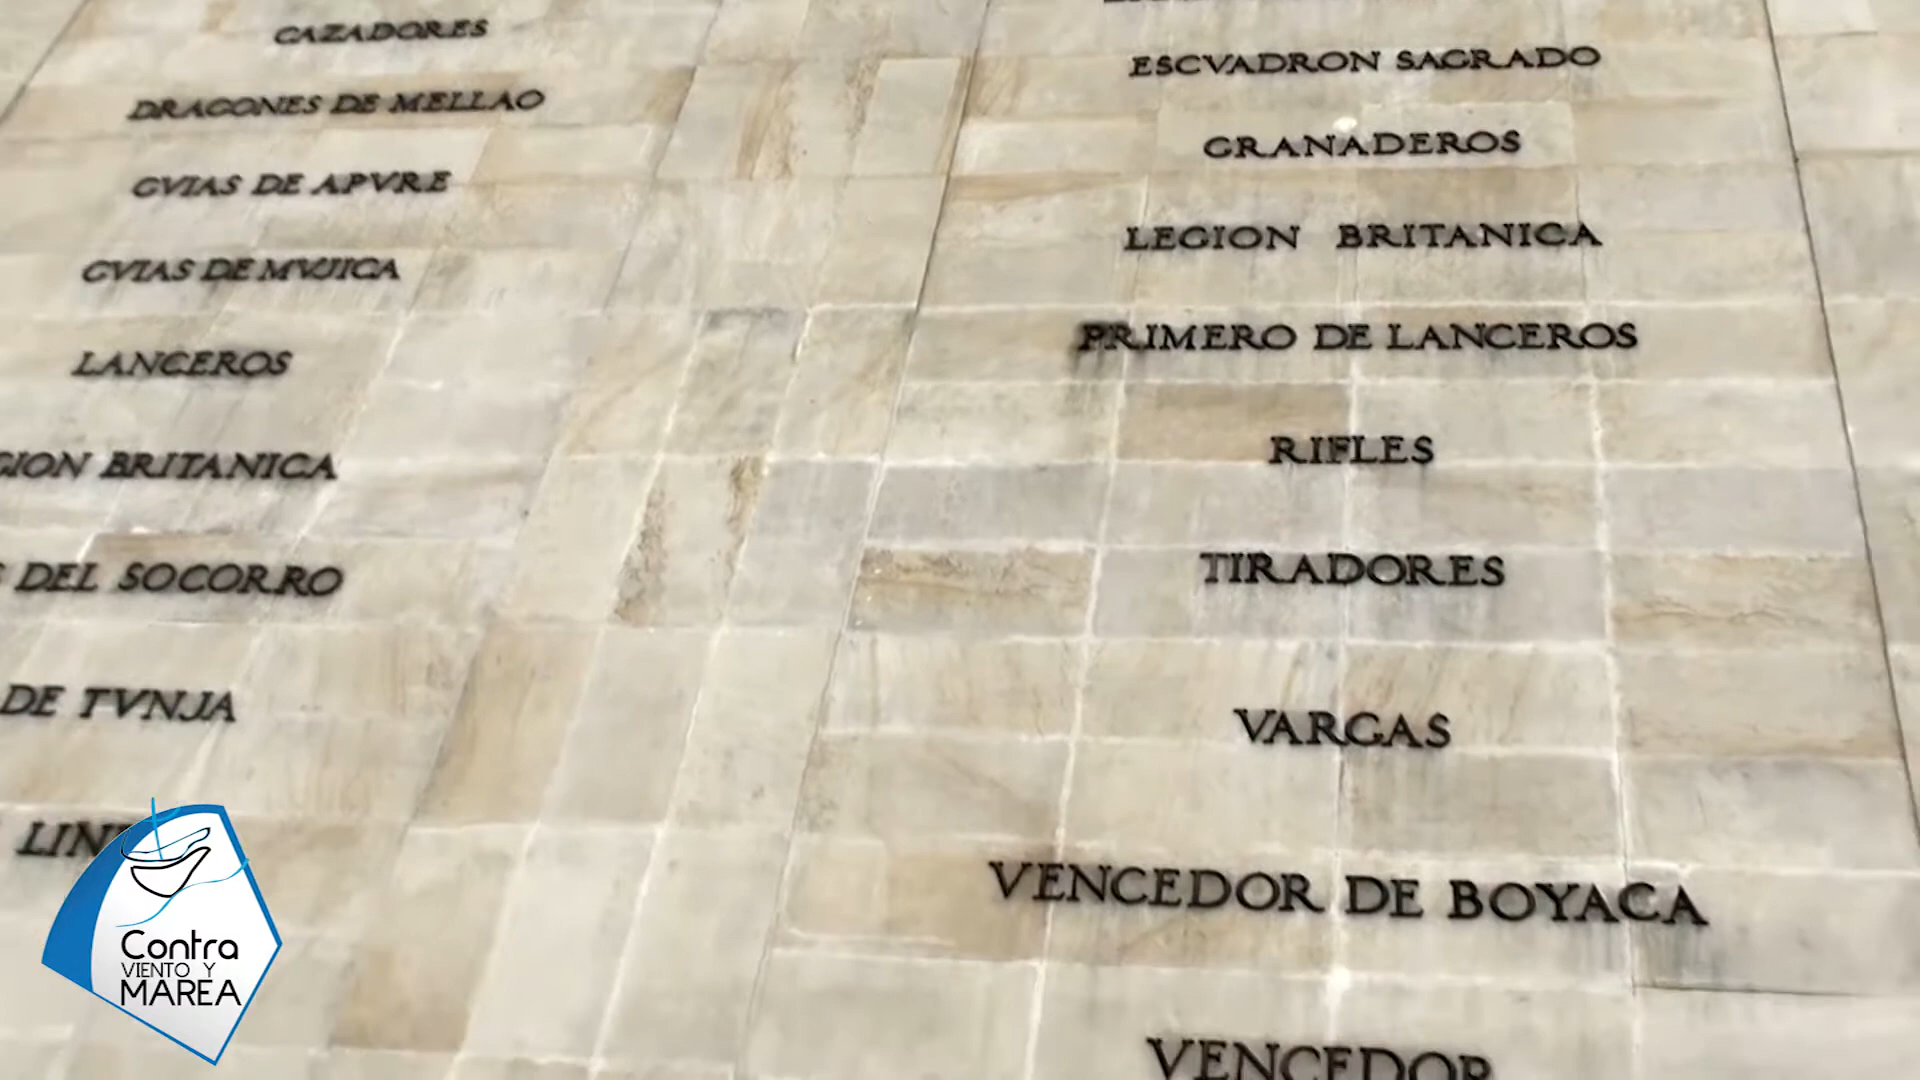 CAZADORES
DRAGONES DE MELLAO
GVIAS DE APVRE
GVIAS DE MVJICA
LANCEROS
BRITANICA
DEL SOCORRO
DE TVNJA
ESCVADRON SAGRADO
GRANADEROS
LEGION BRITANICA
PRIMERO DE LANCEROS
RIFLES
TIRADORES
VARGAS
VENCEDOR DE BOYACA
VENCEDOR
Contra
VIENTO Y
MAREA